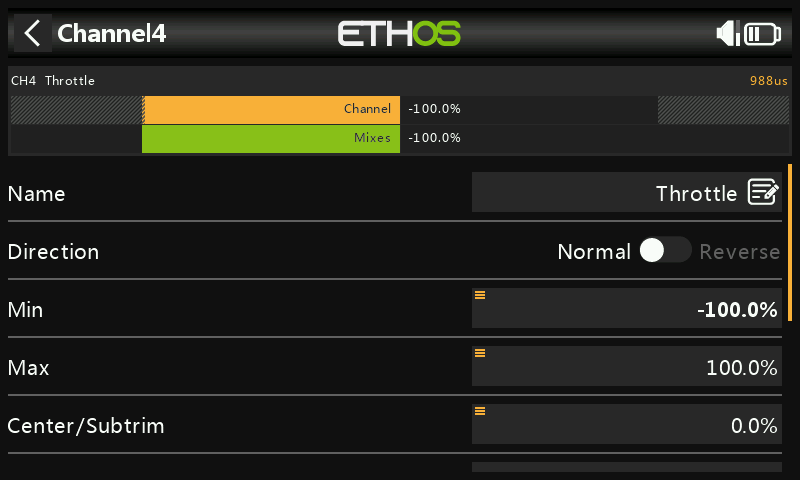 Channel4
ETHOS
CH4 Throttle 988us
Channel -100.0%
Mixes -100.0%
Name Throttle
Direction Normal Reverse
Min -100.0%
Max 100.0%
Center/Subtrim 0.0%